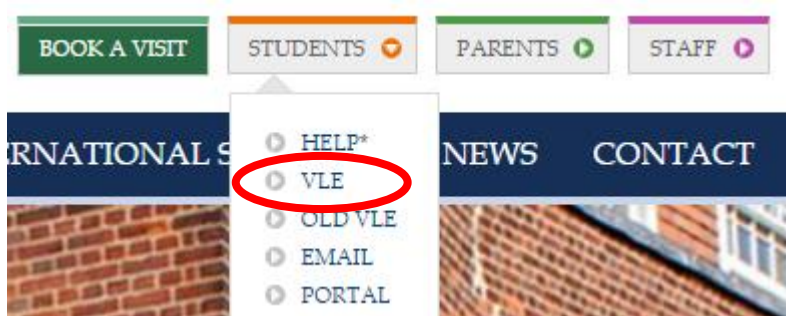 BOOK A VISIT STUDENTS PARENTS STAFF
HELP*
VLE
OLD VLE
EMAIL
PORTAL
NEWS CONTACT